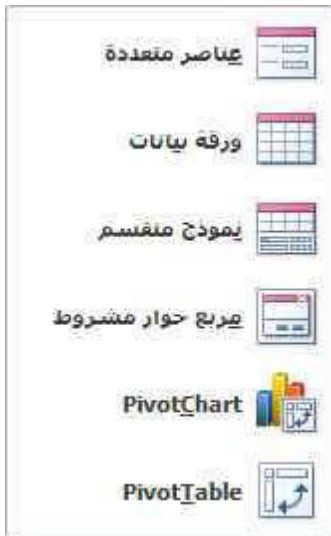 عناصر متعددة
ورقة بيانات
نموذج منقسم
مربع حوار مشروط
PivotChart
PivotTable